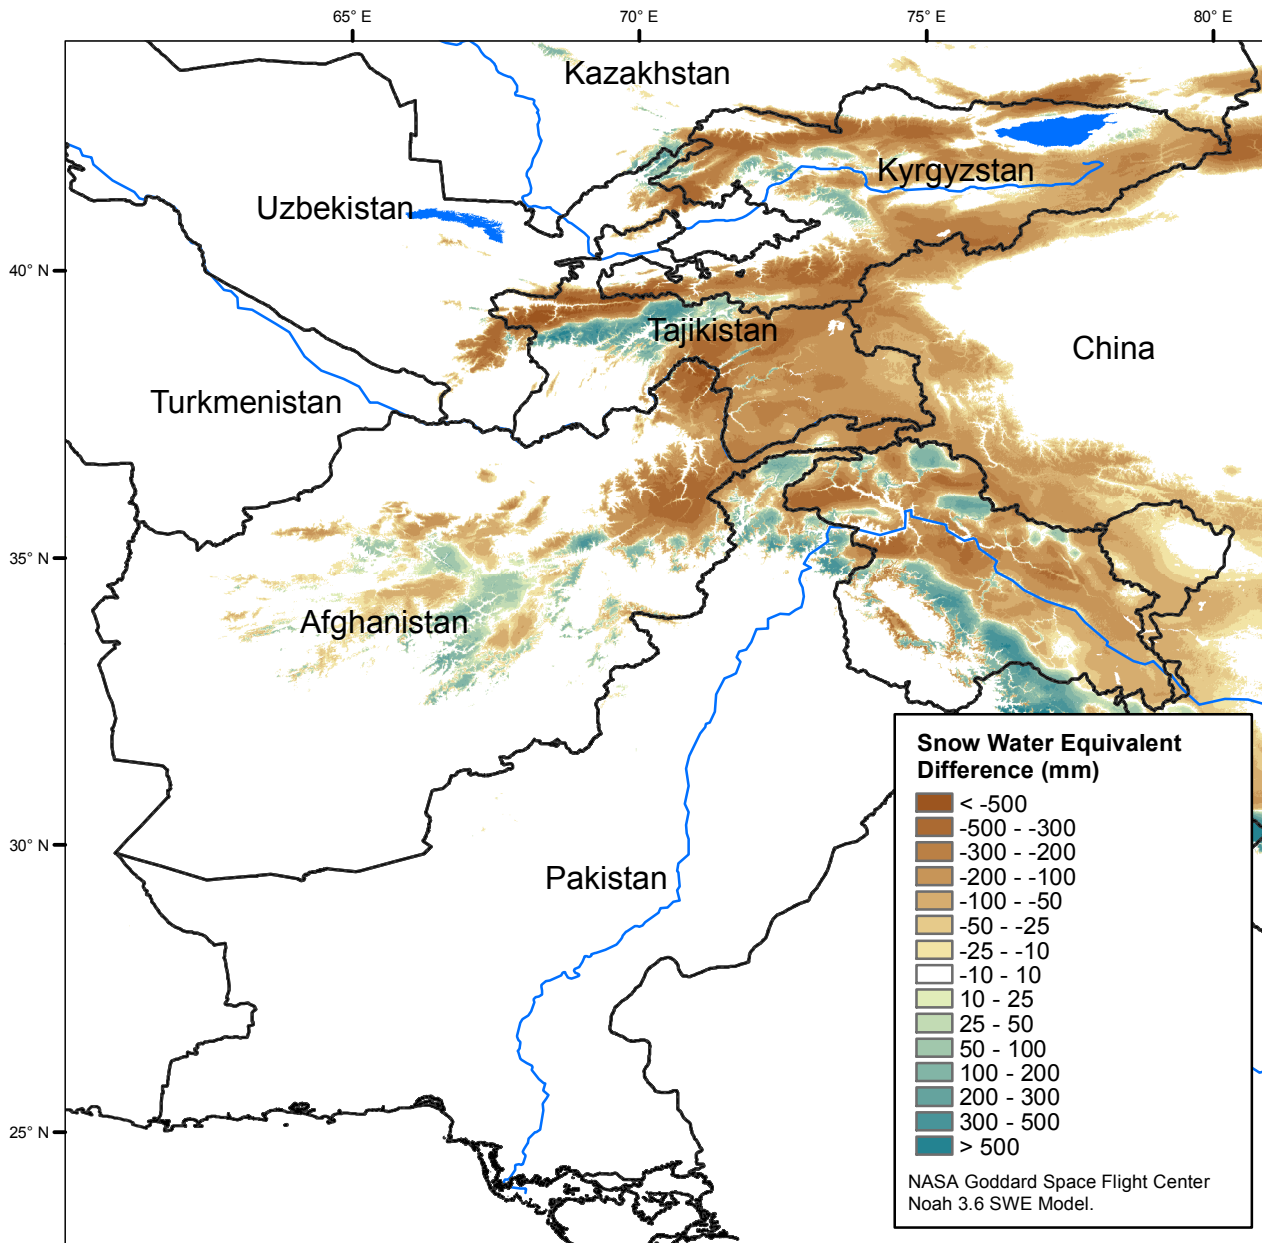 65° E
70° E
75° E
80° E
Kazakhstan
Kyrgyzstan
Uzbekistan
40° N
Tajikistan
China
Turkmenistan
35° N
Afghanistan
30° N
Pakistan
25° N
Snow Water Equivalent
Difference (mm)
< -500
-500 - -300
-300 - -200
-200 - -100
-100 - -50
-50 - -25
-25 - -10
-10 - 10
10 - 25
25 - 50
50 - 100
100 - 200
200 - 300
300 - 500
> 500
NASA Goddard Space Flight Center
Noah 3.6 SWE Model.